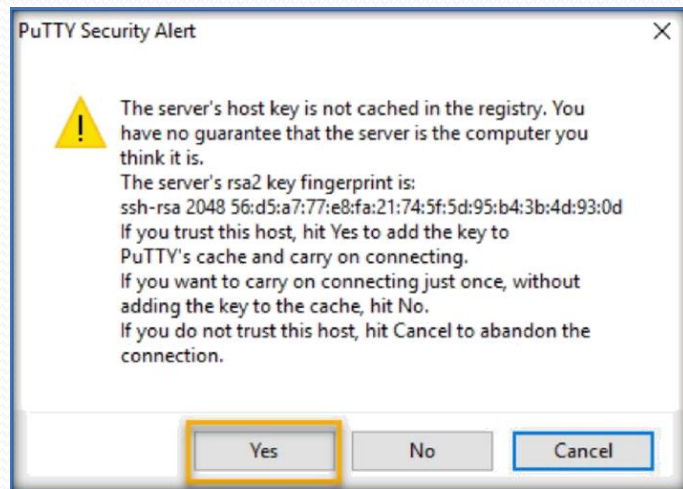 PuTTY Security Alert
The server's host key is not cached in the registry. You
have no guarantee that the server is the computer you
think it is.
The server's rsa2 key fingerprint is:
ssh-rsa 2048 56:d5:a7:77:e8:fa:21:74:5f:5d:95:b4:3b:4d:93:0d
If you trust this host, hit Yes to add the key to
PuTTY's cache and carry on connecting.
If you want to carry on connecting just once, without
adding the key to the cache, hit No.
If you do not trust this host, hit Cancel to abandon the
connection.
Yes No Cancel